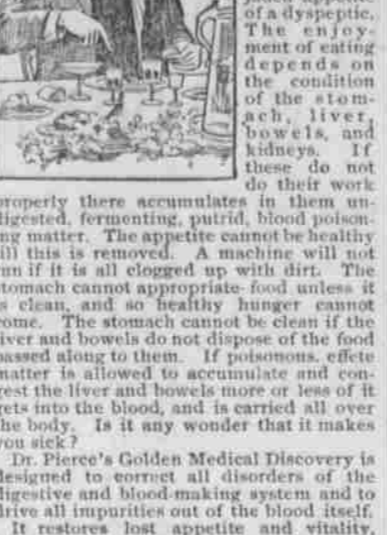 of a dyspeptic.
The enjoy-
ment of eating
depends on
the condition
of the stom-
ach, liver,
bowels, and
kidneys. If
these do not
do their work
properly there accumulates in them un-
digested, fermenting, putrid, blood poison-
ing matter. The appetite cannot be healthy
till this is removed. A machine will not
run if it is all clogged up with dirt. The
stomach cannot appropriate food unless it
is clean, and so healthy hunger cannot
come. The stomach cannot be clean if the
liver and bowels do not dispose of the food
passed along to them. If poisonons, effete
matter is allowed to accumulate and con-
gest the liver and bowels more or less of it
gets into the blood, and is carried all over
the body. Is it any wonder that it makes
you sick?
Dr. Pierce's Golden Medical Discovery is
designed to correct all disorders of the
digestive and blood-making system and to
drive all impurities out of the blood itself.
It restores lost appetite and vitality,